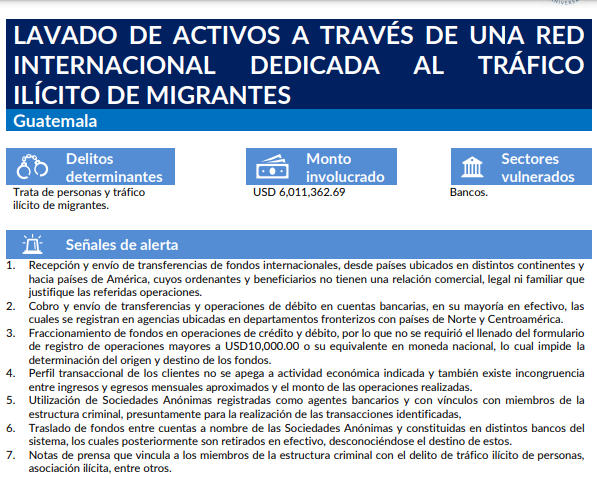 LAVADO DE ACTIVOS A TRAVÉS DE UNA RED
INTERNACIONAL DEDICADA AL TRÁFICO
ILÍCITO DE MIGRANTES
Guatemala
Delitos
determinantes
Trata de personas y tráfico
ilícito de migrantes.
Monto
involucrado
USD 6,011,362.69
Sectores
vulnerados
Bancos.
Señales de alerta
1. Recepción y envío de transferencias de fondos internacionales, desde países ubicados en distintos continentes y
hacia países de América, cuyos ordenantes y beneficiarios no tienen una relación comercial, legal ni familiar que
justifique las referidas operaciones.
2. Cobro y envío de transferencias y operaciones de débito en cuentas bancarias, en su mayoría en efectivo, las
cuales se registran en agencias ubicadas en departamentos fronterizos con países de Norte y Centroamérica.
3. Fraccionamiento de fondos en operaciones de crédito y débito, por lo que no se requirió el llenado del formulario
de registro de operaciones mayores a USD10,000.00 o su equivalente en moneda nacional, lo cual impide la
determinación del origen y destino de los fondos.
4. Perfil transaccional de los clientes no se apega a actividad económica indicada y también existe incongruencia
entre ingresos y egresos mensuales aproximados y el monto de las operaciones realizadas.
5. Utilización de Sociedades Anónimas registradas como agentes bancarios y con vínculos con miembros de la
estructura criminal, presuntamente para la realización de las transacciones identificadas,
6. Traslado de fondos entre cuentas a nombre de las Sociedades Anónimas y constituidas en distintos bancos del
sistema, los cuales posteriormente son retirados en efectivo, desconociéndose el destino de estos.
7. Notas de prensa que vincula a los miembros de la estructura criminal con el delito de tráfico ilícito de personas,
asociación ilícita, entre otros.